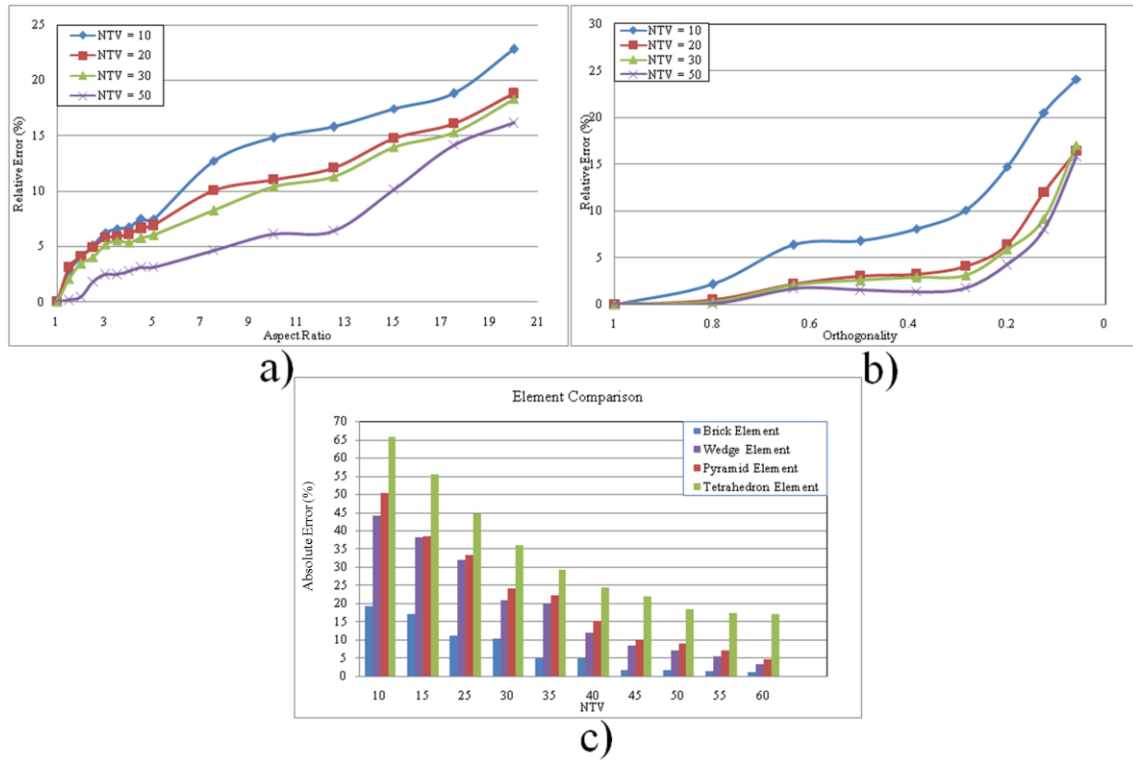 25
20
15
10
5
0
Relative Error (%)
NTV = 10
NTV = 20
NTV = 30
NTV = 50
1 3 5 7 9 11 13 15 17 19 21
Aspect Ratio
a)
30
25
20
15
10
5
0
Relative Error (%)
NTV = 10
NTV = 20
NTV = 30
NTV = 50
1 0.8 0.6 0.4 0.2 0
Orthogonality
b)
Element Comparison
70
65
55
50
45
40
35
25
20
10
5
0
Absolute Error (%)
Brick Element
Wedge Element
Pyramid Element
Tetrahedron Element
10 15 25 30 35 40 45 50 55 60
NTV
c)